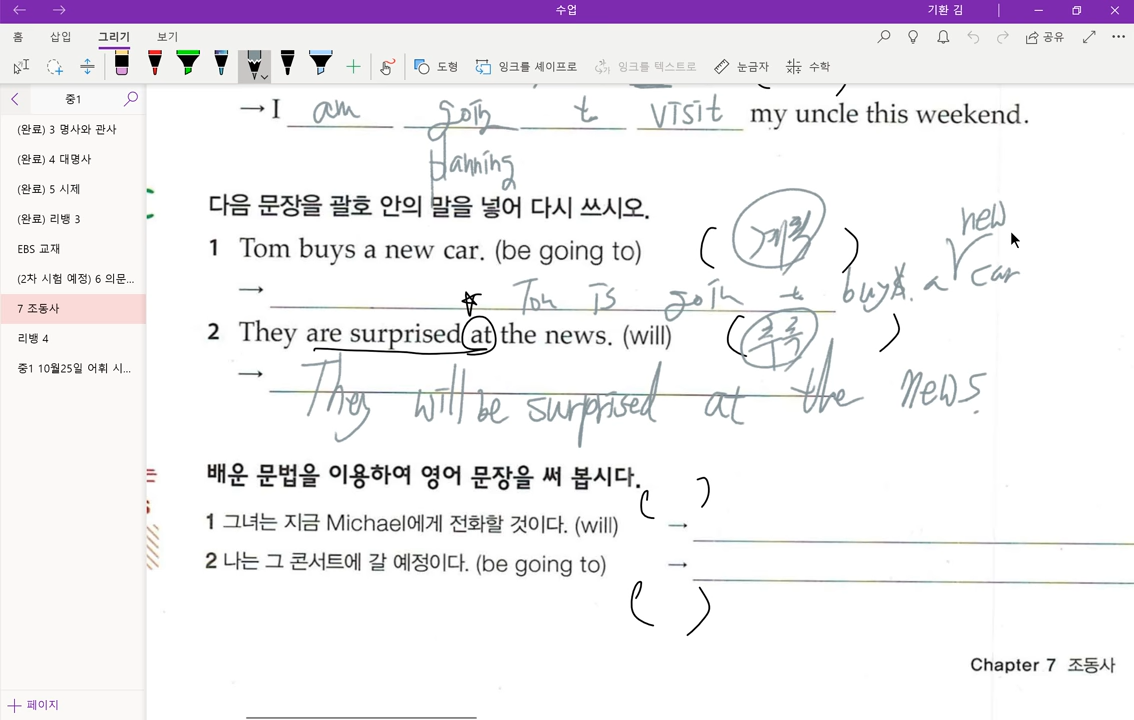 수업
기환 김
홈 삽입 그리기 보기
공유
도형 잉크를 셰이프로 잉크를 텍스트로 눈금자 수학
중1
(완료) 3 명사와 관사
(완료) 4 대명사
(완료) 5 시제
(완료) 리뱅 3
EBS 교재
(2차 시험 예정) 6 의문...
7 조동사
리뱅 4
중1 10월25일 어휘 시...
페이지
→ I am goin t visit my uncle this weekend.
planning
다음 문장을 괄호 안의 말을 넣어 다시 쓰시오.
1 Tom buys a new car. (be going to) ( 계획 )
→ Tom is goin t buys. a new car
2 They are surprised at the news. (will) ( )
→ They will be surprised at the news.
배운 문법을 이용하여 영어 문장을 써 봅시다.
1 그녀는 지금 Michael에게 전화할 것이다. (will) ( ) →
2 나는 그 콘서트에 갈 예정이다. (be going to) →
( )
Chapter 7 조동사